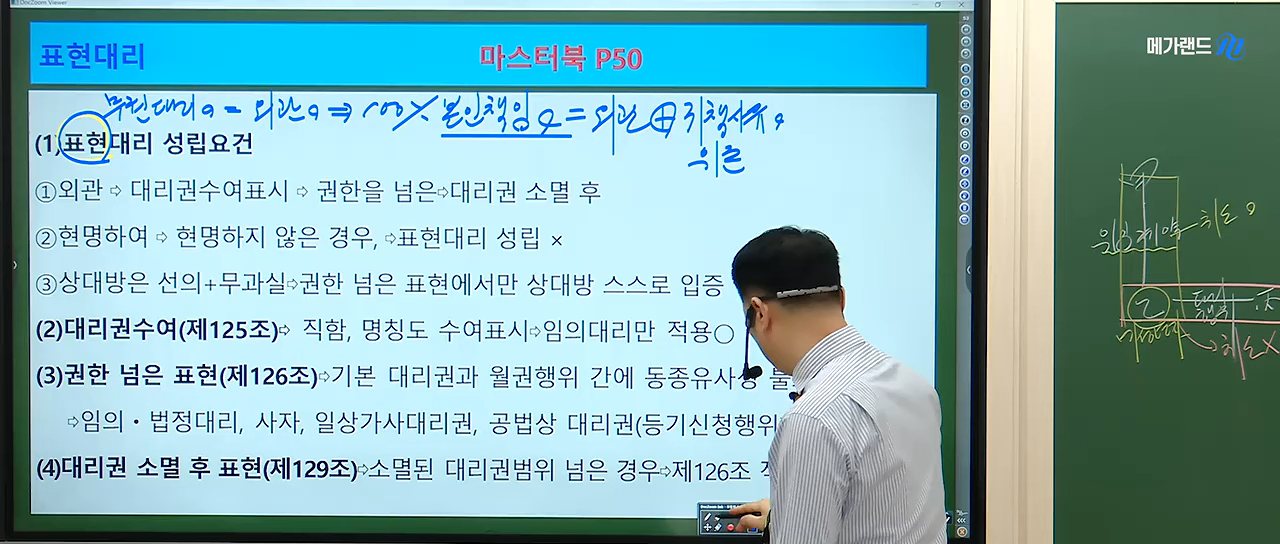 DocZoom Viewer
표현대리 마스터북 P50
메가랜드
무권대리 = 외관 ⇒ 100% 본인책임 = 외관 ⊕ 귀책사유
(1)표현대리 성립요건
①외관⇨ 대리권수여표시 ⇨ 권한을 넘은⇨대리권 소멸 후
②현명하여 ⇨ 현명하지 않은 경우, ⇨표현대리 성립 ×
③상대방은 선의+무과실⇨권한 넘은 표현에서만 상대방 스스로 입증
(2)대리권수여(제125조)⇨ 직함, 명칭도 수여표시⇨임의대리만 적용○
(3)권한 넘은 표현(제126조)⇨기본 대리권과 월권행위 간에 동종유사성 불
⇨임의・법정대리, 사자, 일상가사대리권, 공법상 대리권(등기신청행위
(4)대리권 소멸 후 표현(제129조)⇨소멸된 대리권범위 넘은 경우⇨제126조